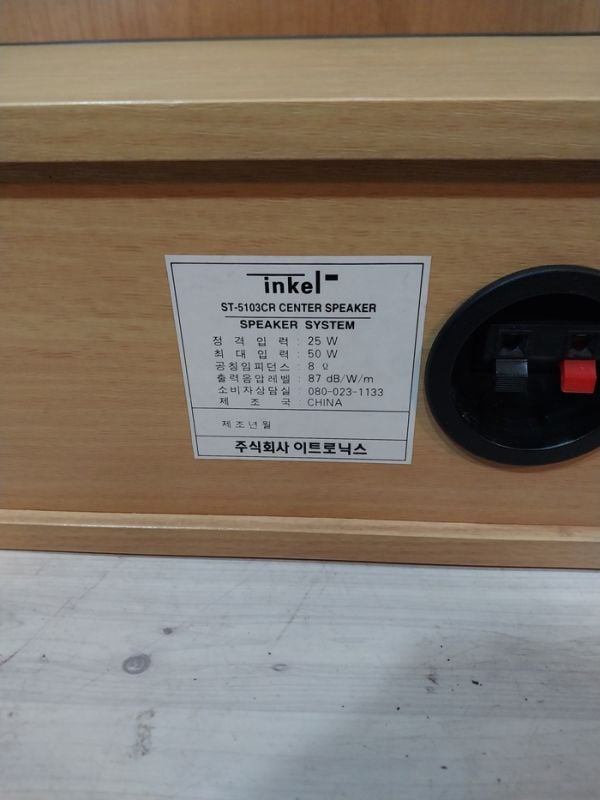 inkel
ST-5103CR CENTER SPEAKER
SPEAKER SYSTEM
정 격 입 력 : 25 W
최 대 입 력 : 50 W
공칭임피던스 : 8 Ω
출력음압레벨 : 87 dB/W/m
소비자상담실 : 080-023-1133
제 조 국 : CHINA
제 조 년 월
주식회사 이트로닉스